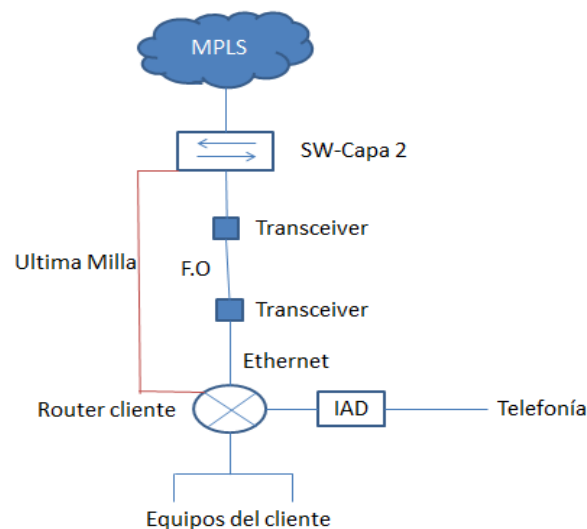 MPLS
SW-Capa 2
Transceiver
Ultima Milla
F.O
Transceiver
Ethernet
Router cliente
IAD
Telefonía
Equipos del cliente